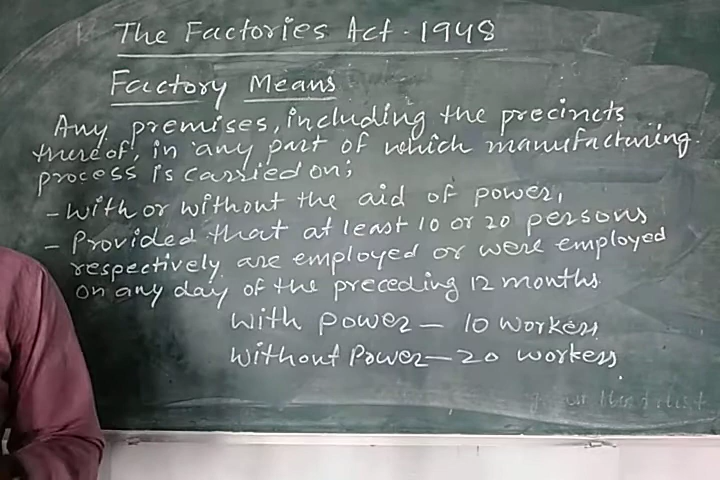 The Factories Act - 1948
Factory Means
Any premises, including the precincts
thereof, in any part of which manufacturing
process is carried on;
- With or without the aid of power,
- Provided that at least 10 or 20 persons
respectively are employed or were employed
on any day of the preceding 12 months
With power - 10 workers
Without Power - 20 workers